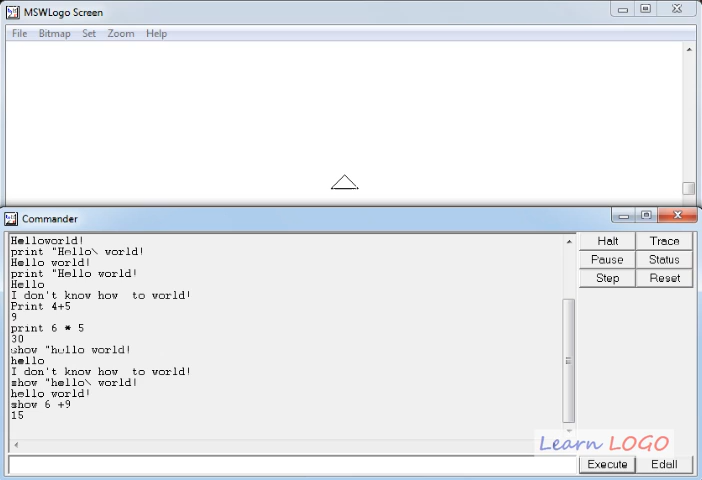 MSWLogo Screen
File Bitmap Set Zoom Help
Commander
Helloworld!
print "Hello\ world!
Hello world!
print "Hello world!
Hello
I don't know how  to world!
Print 4+5
9
print 6 * 5
30
show "hello world!
hello
I don't know how  to world!
show "hello\ world!
hello world!
show 6 +9
15
Halt Trace
Pause Status
Step Reset
Learn LOGO
Execute Edall